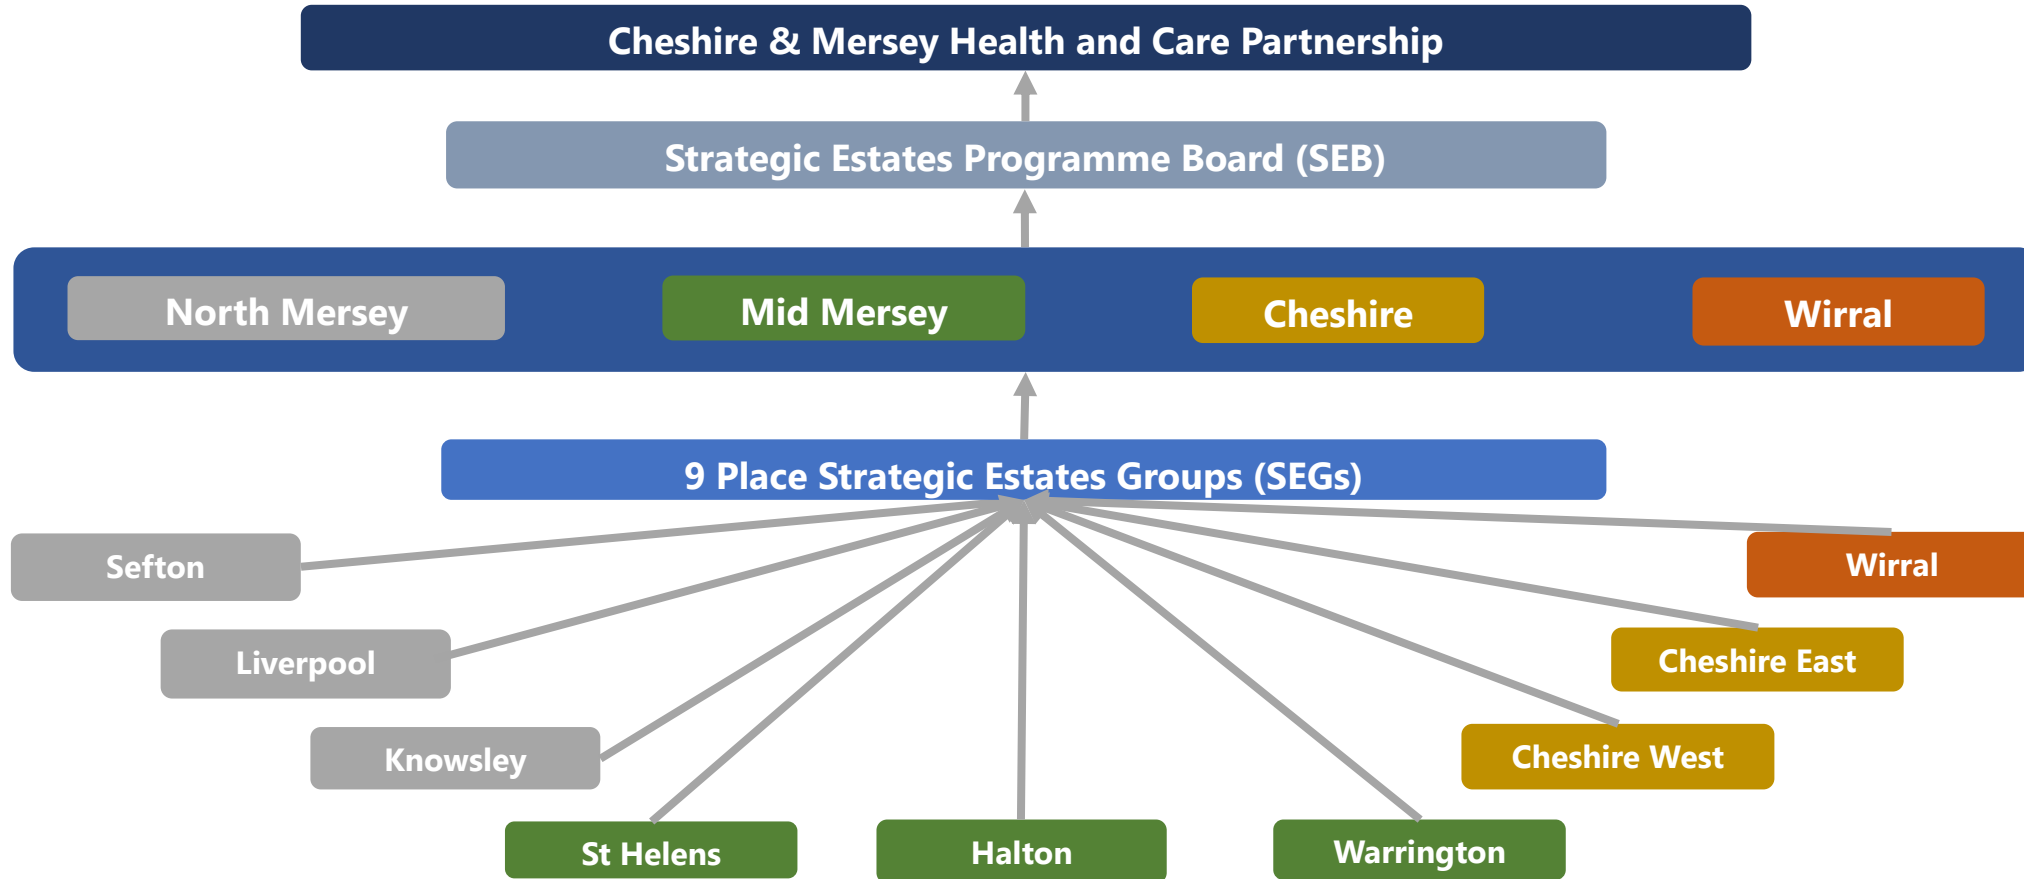 Cheshire & Mersey Health and Care Partnership
Strategic Estates Programme Board (SEB)
North Mersey
Mid Mersey
Cheshire
Wirral
9 Place Strategic Estates Groups (SEGs)
Sefton
Wirral
Liverpool
Cheshire East
Knowsley
Cheshire West
St Helens
Halton
Warrington